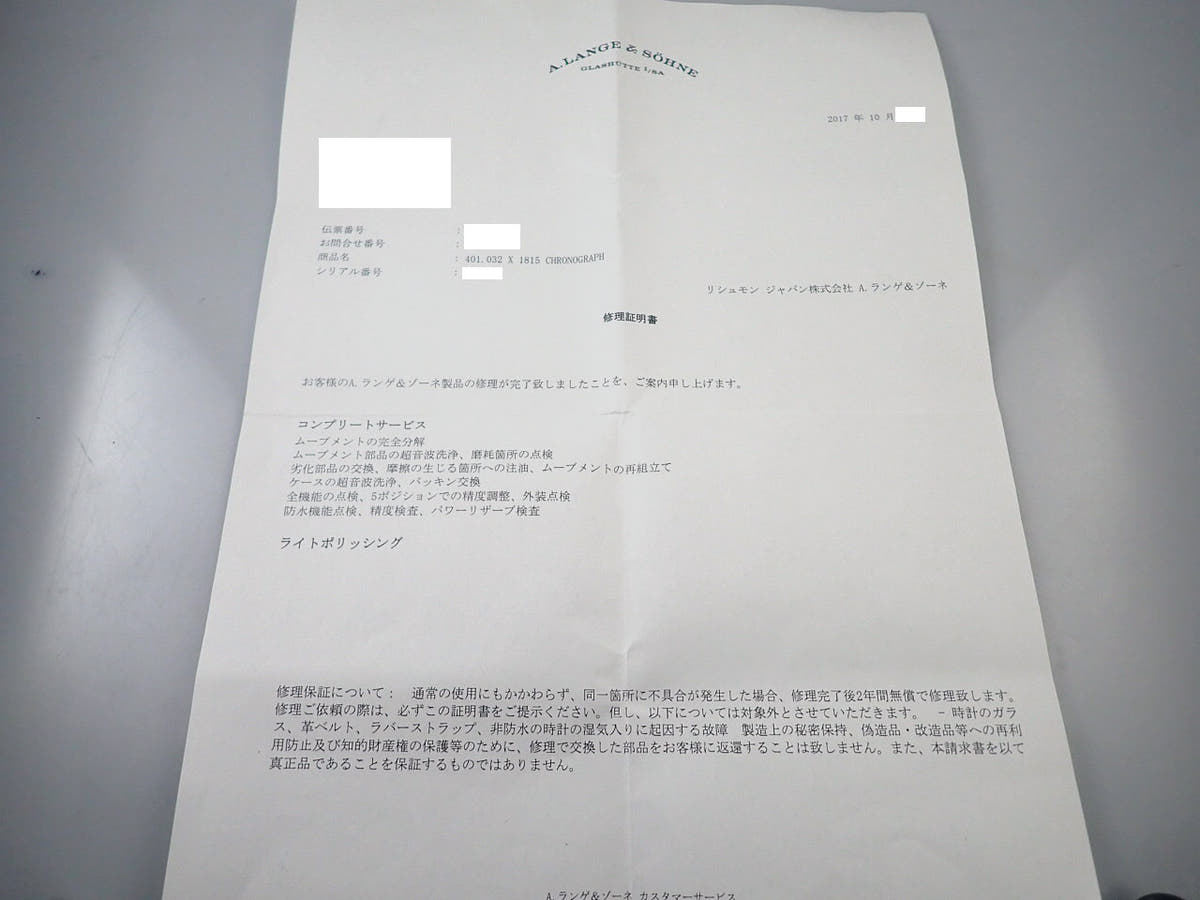 A. LANGE & SÖHNE
GLASHÜTTE I/SA
2017 年 10 月
伝票番号 :
お問合せ番号 :
商品名 : 401.032 X 1815 CHRONOGRAPH
シリアル番号 :
リシュモン ジャパン株式会社 A.ランゲ&ゾーネ
修理証明書
お客様のA.ランゲ&ゾーネ製品の修理が完了致しましたことを、ご案内申し上げます。
コンプリートサービス
ムーブメントの完全分解
ムーブメント部品の超音波洗浄、磨耗箇所の点検
劣化部品の交換、摩擦の生じる箇所への注油、ムーブメントの再組立て
ケースの超音波洗浄、パッキン交換
全機能の点検、5ポジションでの精度調整、外装点検
防水機能点検、精度検査、パワーリザーブ検査
ライトポリッシング
修理保証について: 通常の使用にもかかわらず、同一箇所に不具合が発生した場合、修理完了後2年間無償で修理致します。
修理ご依頼の際は、必ずこの証明書をご提示ください。但し、以下については対象外とさせていただきます。 - 時計のガラ
ス、革ベルト、ラバーストラップ、非防水の時計の湿気入りに起因する故障 製造上の秘密保持、偽造品・改造品等への再利
用防止及び知的財産権の保護等のために、修理で交換した部品をお客様に返還することは致しません。また、本請求書を以て
真正品であることを保証するものではありません。
A.ランゲ&ゾーネ カスタマーサービス